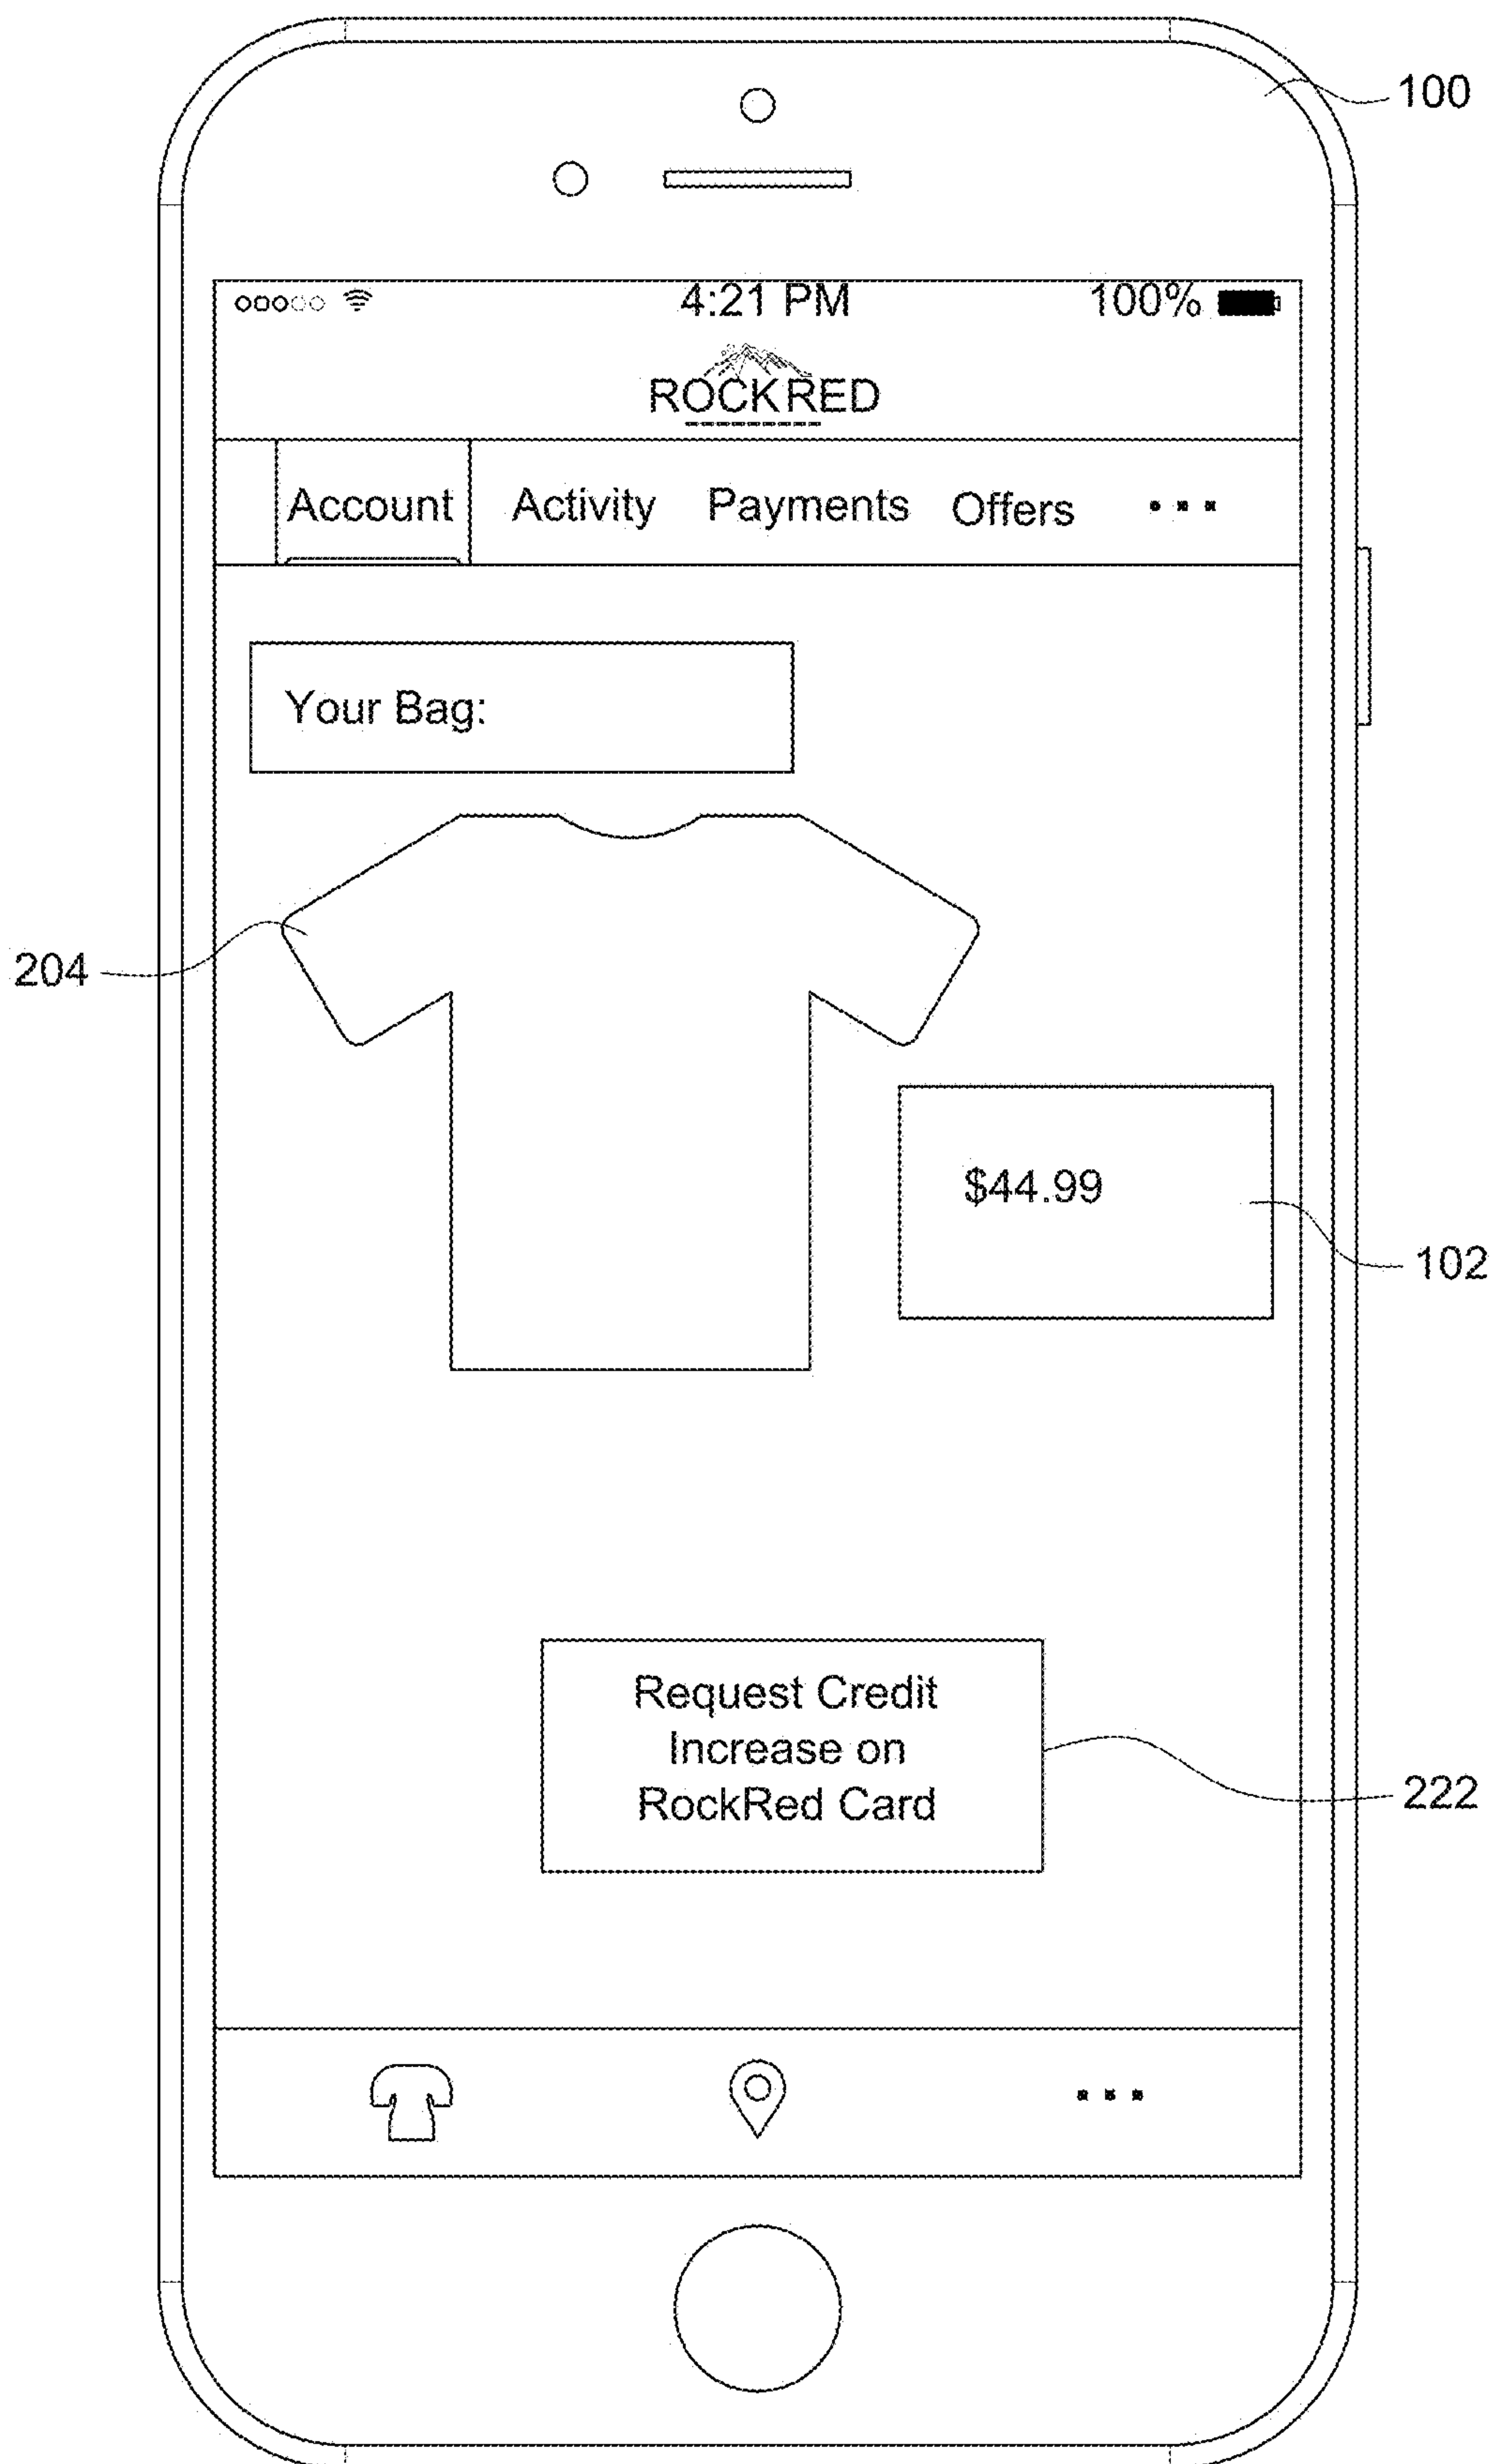 100
4:21 PM 100%
ROCKRED
Account Activity Payments Offers ...
Your Bag:
204
$44.99
102
Request Credit
Increase on
RockRed Card
222
...